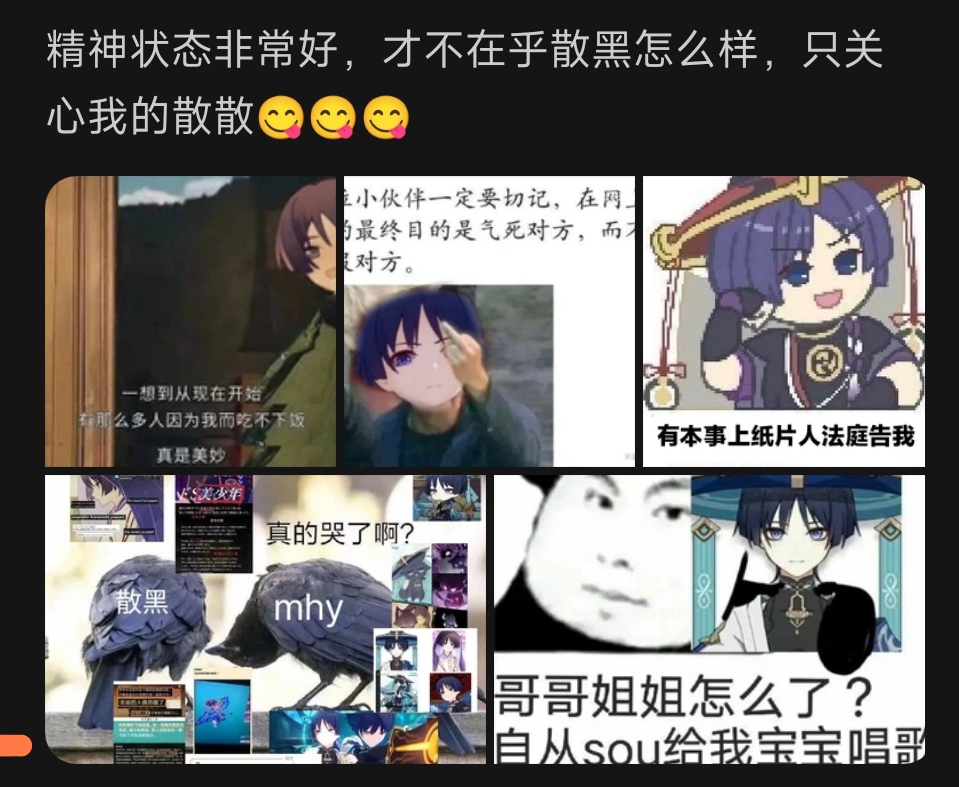 精神状态非常好，才不在乎散黑怎么样，只关
心我的散散😋😋😋
小伙伴一定要切记，在网
最终目的是气死对方，而
对方。
一想到从现在开始
有那么多人因为我而吃不下饭
真是美妙
有本事上纸片人法庭告我
美少年
真的哭了啊?
散黑
mhy
哥哥姐姐怎么了？
自从sou给我宝宝唱歌